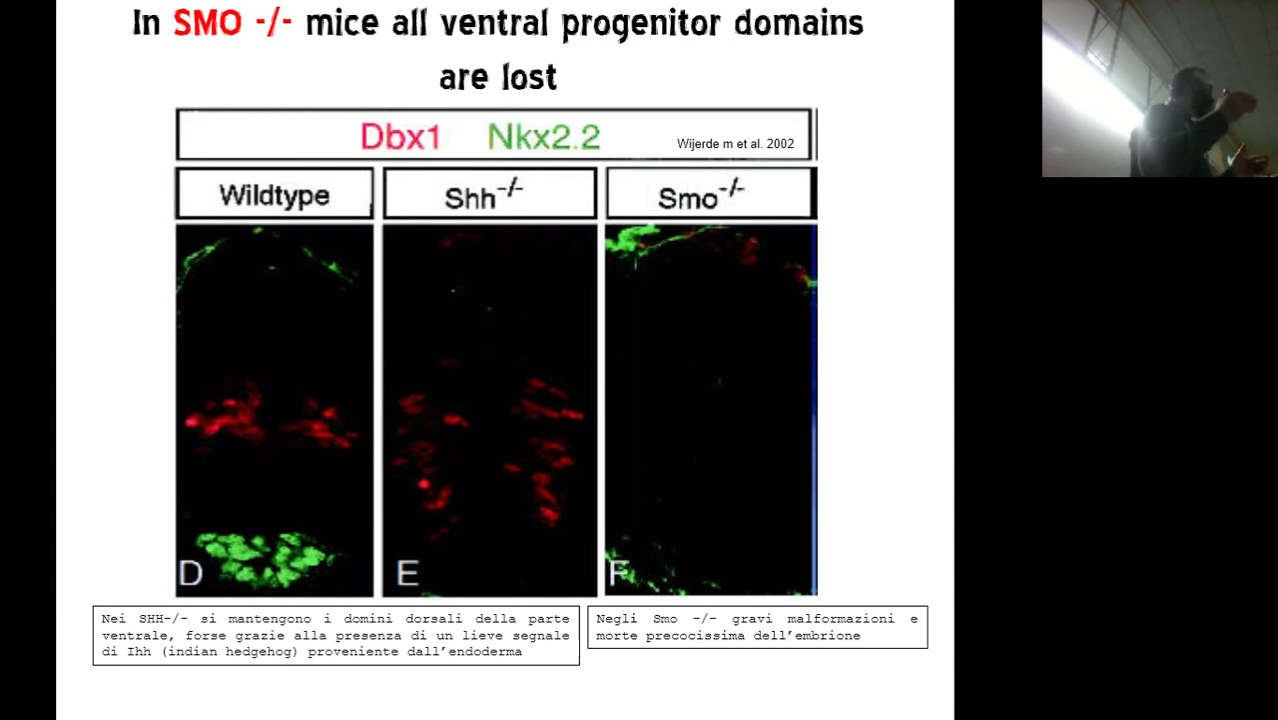 In SMO -/- mice all ventral progenitor domains
are lost
Dbx1 Nkx2.2 Wijerde m et al. 2002
Wildtype Shh-/- Smo-/-
D E F
Nei SHH-/- si mantengono i domini dorsali della parte
ventrale, forse grazie alla presenza di un lieve segnale
di Ihh (indian hedgehog) proveniente dall'endoderma
Negli Smo -/- gravi malformazioni e
morte precocissima dell'embrione